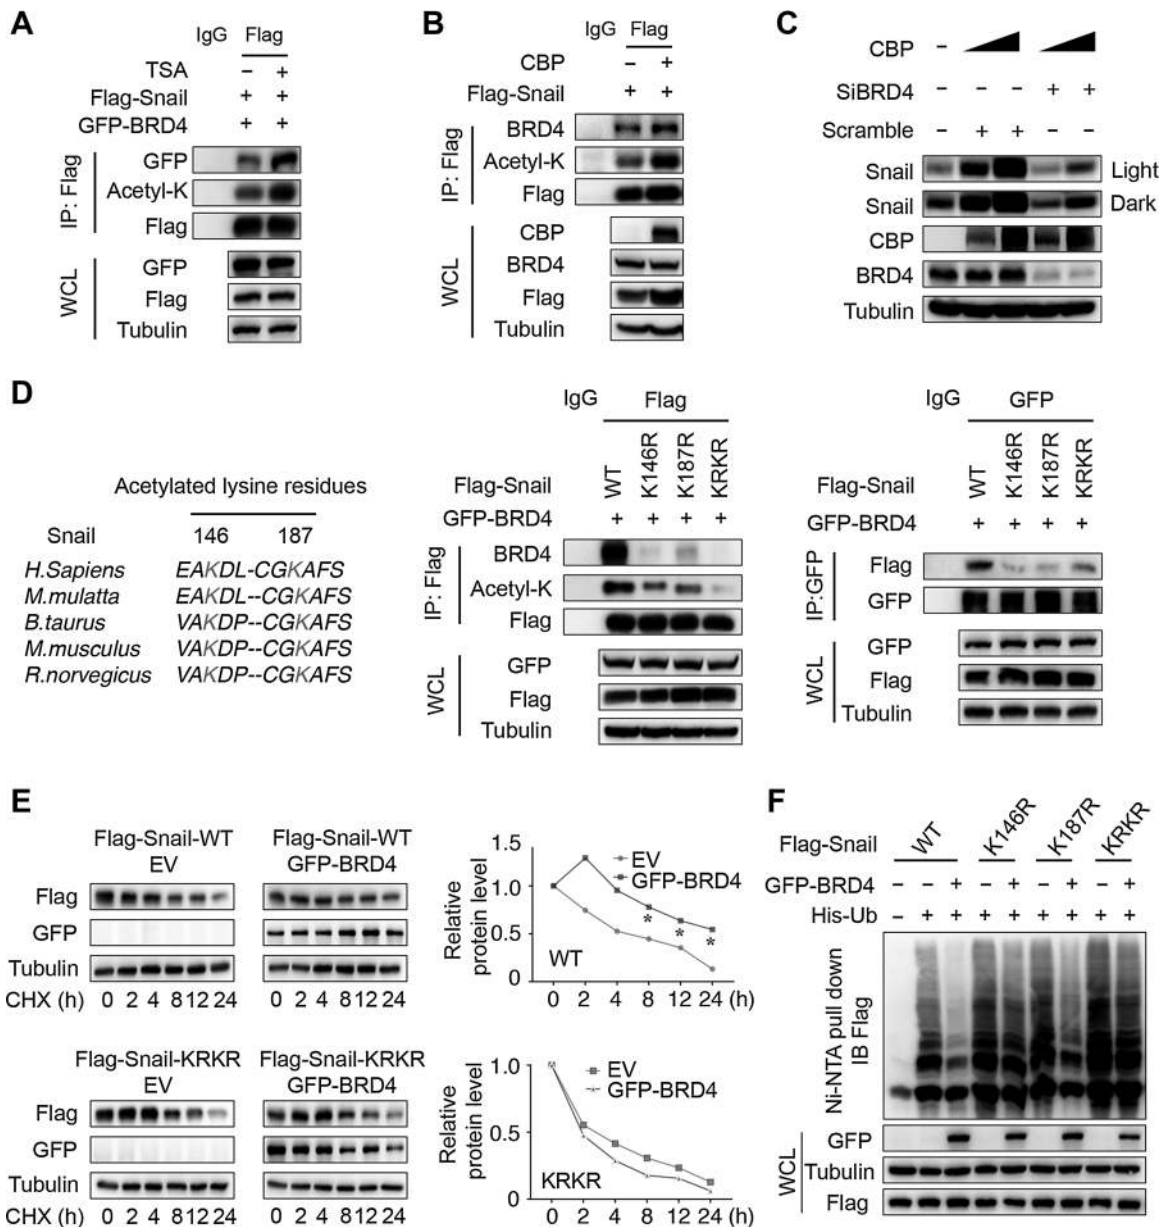 A
IgG Flag
TSA - +
Flag-Snail + +
GFP-BRD4 + +
IP: Flag
GFP
Acetyl-K
Flag
WCL
GFP
Flag
Tubulin
B
IgG Flag
CBP - +
Flag-Snail + +
IP: Flag
BRD4
Acetyl-K
Flag
WCL
CBP
BRD4
Flag
Tubulin
C
CBP -
SiBRD4 - - - + +
Scramble - + + - -
Snail Light
Snail Dark
CBP
BRD4
Tubulin
D
Acetylated lysine residues
Snail 146 187
H.Sapiens EAKDL-CGKAFS
M.mulatta EAKDL--CGKAFS
B.taurus VAKDP--CGKAFS
M.musculus VAKDP--CGKAFS
R.norvegicus VAKDP--CGKAFS
IgG Flag
Flag-Snail WT K146R K187R KRKR
GFP-BRD4 + + + +
IP: Flag
BRD4
Acetyl-K
Flag
WCL
GFP
Flag
Tubulin
IgG GFP
Flag-Snail WT K146R K187R KRKR
GFP-BRD4 + + + +
IP:GFP
Flag
GFP
WCL
GFP
Flag
Tubulin
E
Flag-Snail-WT
EV
Flag-Snail-WT
GFP-BRD4
Flag
GFP
Tubulin
CHX (h) 0 2 4 8 12 24 0 2 4 8 12 24
Relative
protein level
1.5
1.0
0.5
0
EV
GFP-BRD4
* * *
WT
0 2 4 8 12 24 (h)
Flag-Snail-KRKR
EV
Flag-Snail-KRKR
GFP-BRD4
Flag
GFP
Tubulin
CHX (h) 0 2 4 8 12 24 0 2 4 8 12 24
Relative
protein level
1.0
0.5
0
EV
GFP-BRD4
KRKR
0 2 4 8 12 24 (h)
F
Flag-Snail WT K146R K187R KRKR
GFP-BRD4 - - + - + - + - +
His-Ub - + + + + + + + +
Ni-NTA pull down
IB Flag
WCL
GFP
Tubulin
Flag